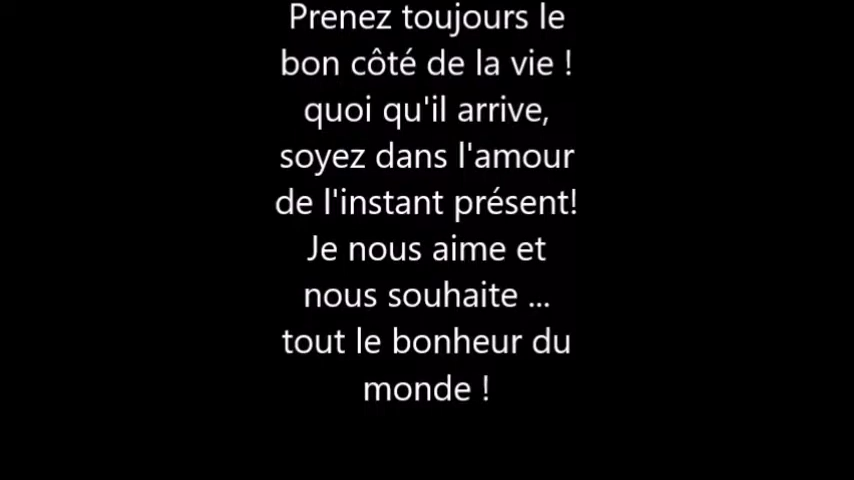 Prenez toujours le
bon côté de la vie !
quoi qu'il arrive,
soyez dans l'amour
de l'instant présent!
Je nous aime et
nous souhaite ...
tout le bonheur du
monde !